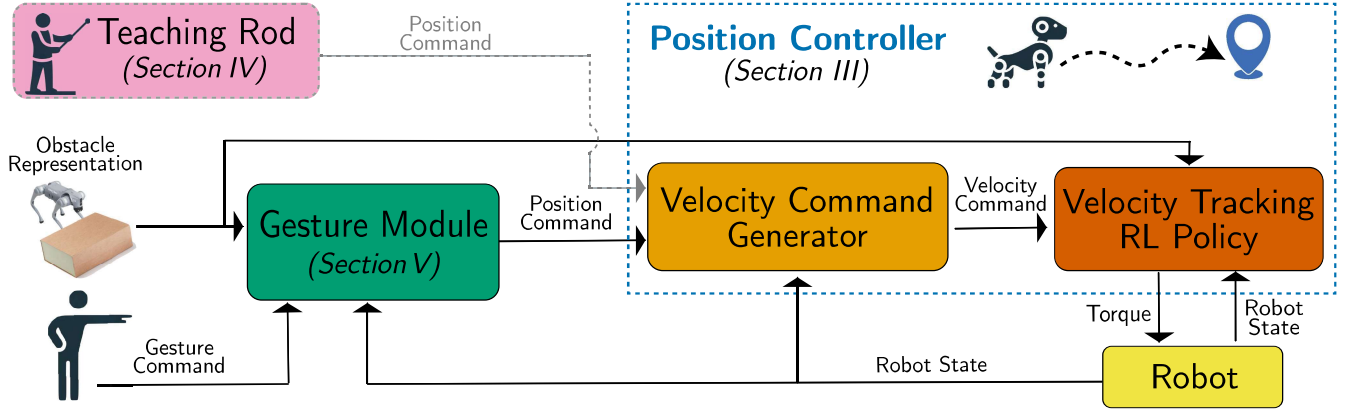 Teaching Rod
(Section IV)
Position
Command
Position Controller
(Section III)
Obstacle
Representation
Gesture Module
(Section V)
Position
Command
Velocity Command
Generator
Velocity
Command
Velocity Tracking
RL Policy
Gesture
Command
Torque
Robot
State
Robot State
Robot